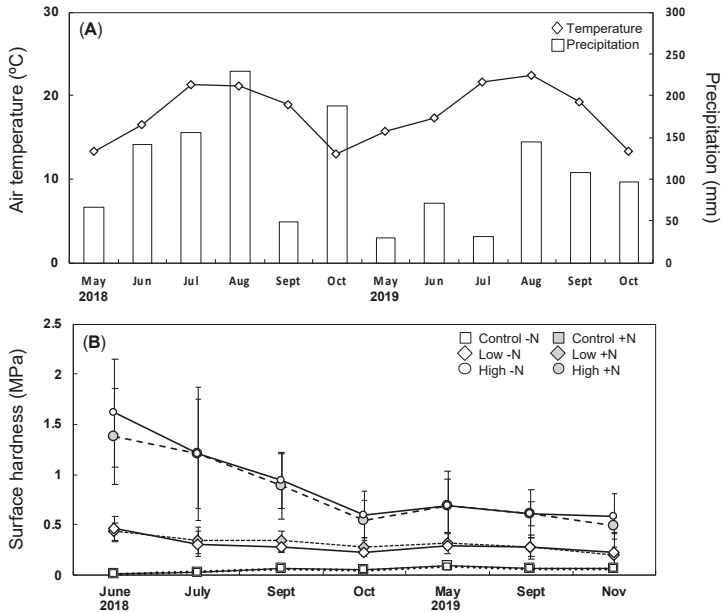 (A)
Temperature
Precipitation
Air temperature (ºC)
30
20
10
0
Precipitation (mm)
300
250
200
150
100
50
0
May Jun Jul Aug Sept Oct May Jun Jul Aug Sept Oct
2018 2019
(B)
Control -N Control +N
Low -N Low +N
High -N High +N
Surface hardness (MPa)
2.5
2
1.5
1
0.5
0
June July Sept Oct May Sept Nov
2018 2019